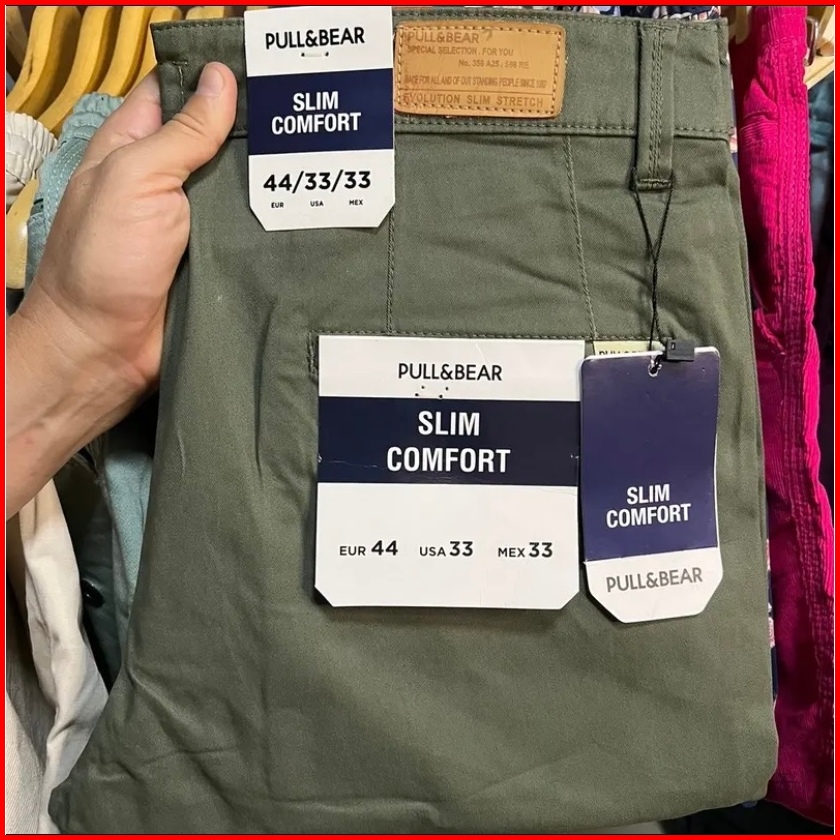 PULL&BEAR
SLIM
COMFORT
44/33/33
EUR USA MEX
PULL&BEAR
SPECIAL SELECTION . FOR YOU
EVOLUTION SLIM STRETCH
PULL&BEAR
SLIM
COMFORT
EUR 44 USA 33 MEX 33
SLIM
COMFORT
PULL&BEAR